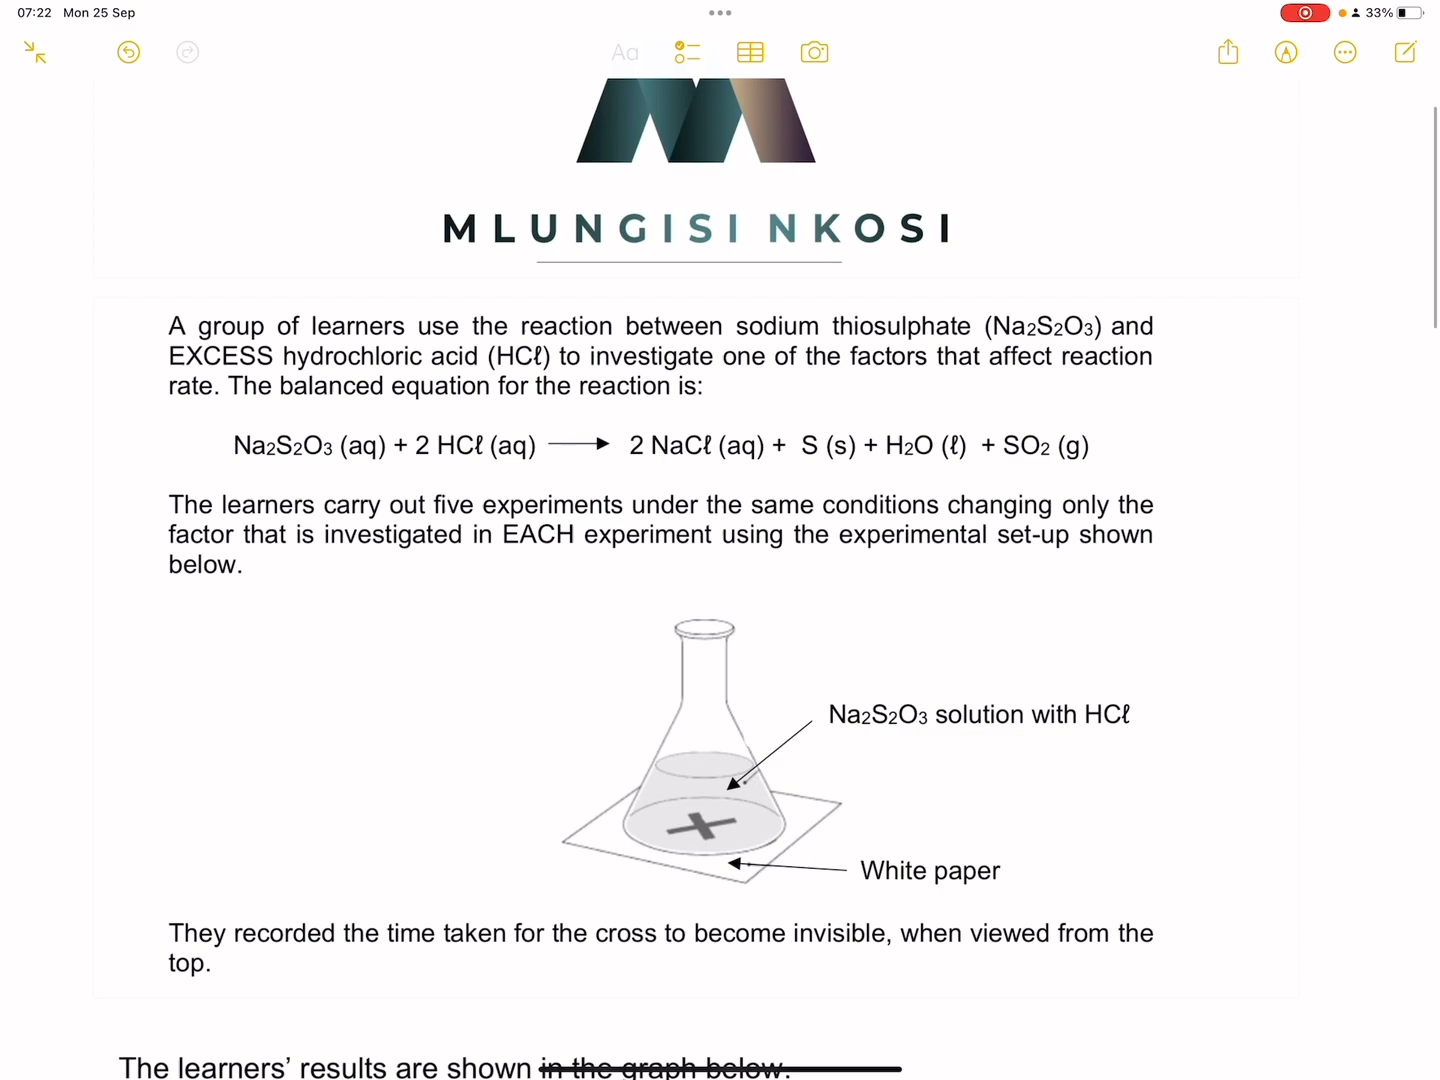 07:22 Mon 25 Sep
33%
Aa
MLUNGISI NKOSI
A group of learners use the reaction between sodium thiosulphate (Na2S2O3) and
EXCESS hydrochloric acid (HCℓ) to investigate one of the factors that affect reaction
rate. The balanced equation for the reaction is:
Na2S2O3 (aq) + 2 HCℓ (aq) ⟶ 2 NaCℓ (aq) + S (s) + H2O (ℓ) + SO2 (g)
The learners carry out five experiments under the same conditions changing only the
factor that is investigated in EACH experiment using the experimental set-up shown
below.
Na2S2O3 solution with HCℓ
White paper
They recorded the time taken for the cross to become invisible, when viewed from the
top.
The learners' results are shown in the graph below.